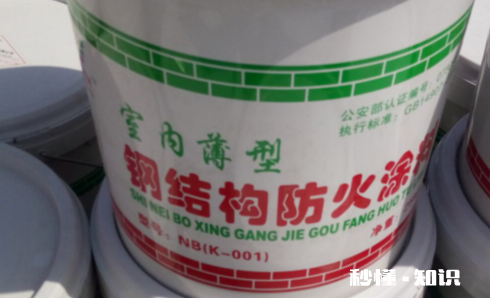 公安部认证编号:
执行标准: GB14907
室内薄型
钢结构防火涂料
SHI NEI BO XING GANG JIE GOU FANG HUO
型号: NB(K-001)
净重
秒懂·知识